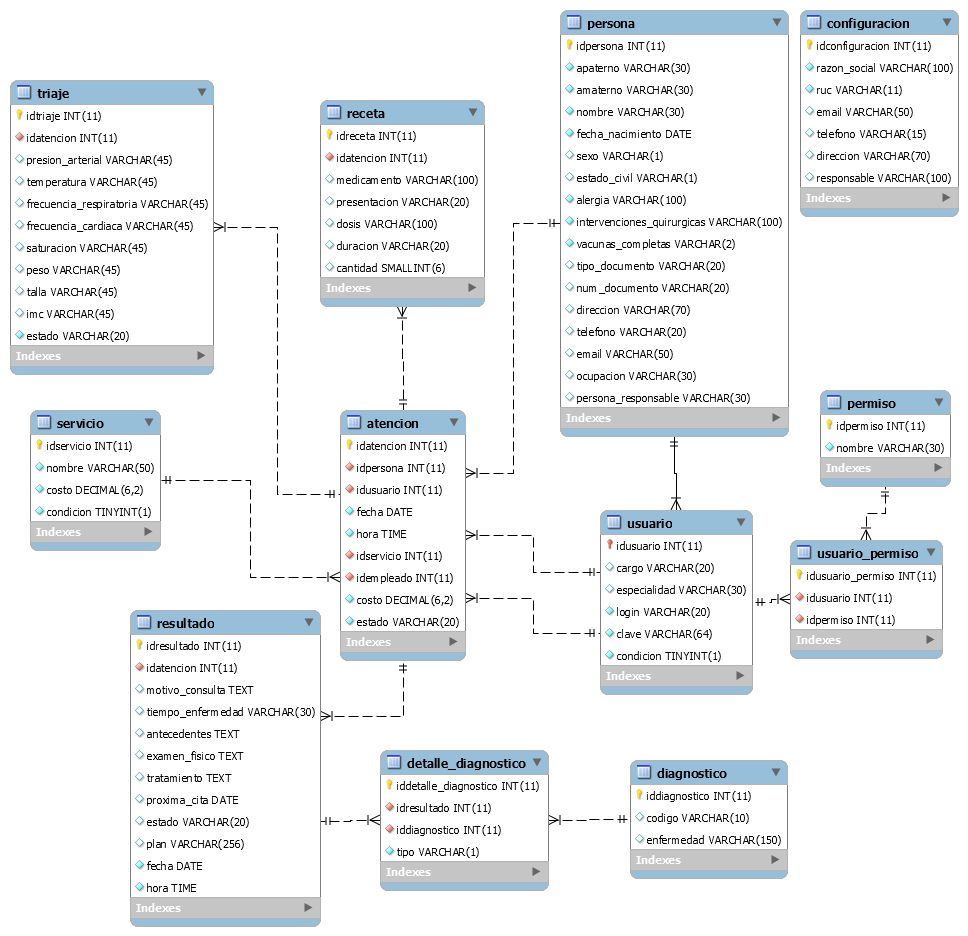 persona
idpersona INT(11)
apaterno VARCHAR(30)
amaterno VARCHAR(30)
nombre VARCHAR(30)
fecha_nacimiento DATE
sexo VARCHAR(1)
estado_civil VARCHAR(1)
alergia VARCHAR(100)
intervenciones_quirurgicas VARCHAR(100)
vacunas_completas VARCHAR(2)
tipo_documento VARCHAR(20)
num_documento VARCHAR(20)
direccion VARCHAR(70)
telefono VARCHAR(20)
email VARCHAR(50)
ocupacion VARCHAR(30)
persona_responsable VARCHAR(30)
Indexes
configuracion
idconfiguracion INT(11)
razon_social VARCHAR(100)
ruc VARCHAR(11)
email VARCHAR(50)
telefono VARCHAR(15)
direccion VARCHAR(70)
responsable VARCHAR(100)
Indexes
triaje
idtriaje INT(11)
idatencion INT(11)
presion_arterial VARCHAR(45)
temperatura VARCHAR(45)
frecuencia_respiratoria VARCHAR(45)
frecuencia_cardiaca VARCHAR(45)
saturacion VARCHAR(45)
peso VARCHAR(45)
talla VARCHAR(45)
imc VARCHAR(45)
estado VARCHAR(20)
Indexes
receta
idreceta INT(11)
idatencion INT(11)
medicamento VARCHAR(100)
presentacion VARCHAR(20)
dosis VARCHAR(100)
duracion VARCHAR(20)
cantidad SMALLINT(6)
Indexes
servicio
idservicio INT(11)
nombre VARCHAR(50)
costo DECIMAL(6,2)
condicion TINYINT(1)
Indexes
atencion
idatencion INT(11)
idpersona INT(11)
idusuario INT(11)
fecha DATE
hora TIME
idservicio INT(11)
idempleado INT(11)
costo DECIMAL(6,2)
estado VARCHAR(20)
Indexes
permiso
idpermiso INT(11)
nombre VARCHAR(30)
Indexes
usuario
idusuario INT(11)
cargo VARCHAR(20)
especialidad VARCHAR(30)
login VARCHAR(20)
clave VARCHAR(64)
condicion TINYINT(1)
Indexes
usuario_permiso
idusuario_permiso INT(11)
idusuario INT(11)
idpermiso INT(11)
Indexes
resultado
idresultado INT(11)
idatencion INT(11)
motivo_consulta TEXT
tiempo_enfermedad VARCHAR(30)
antecedentes TEXT
examen_fisico TEXT
tratamiento TEXT
proxima_cita DATE
estado VARCHAR(20)
plan VARCHAR(256)
fecha DATE
hora TIME
Indexes
detalle_diagnostico
iddetalle_diagnostico INT(11)
idresultado INT(11)
iddiagnostico INT(11)
tipo VARCHAR(1)
Indexes
diagnostico
iddiagnostico INT(11)
codigo VARCHAR(10)
enfermedad VARCHAR(150)
Indexes